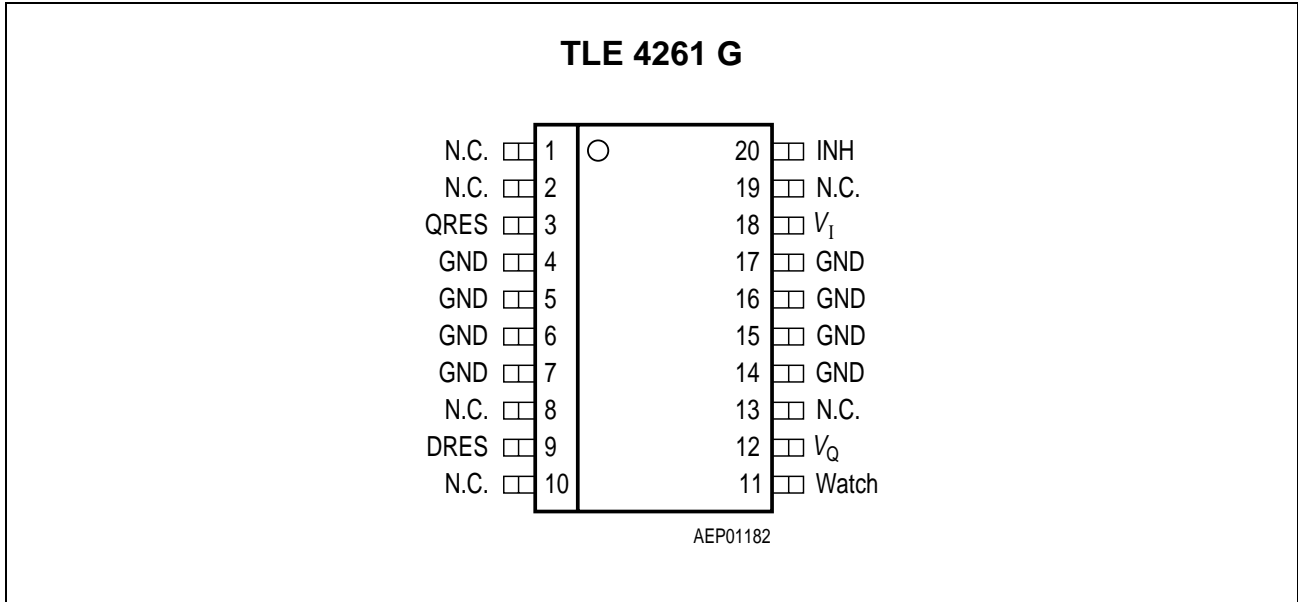 TLE 4261 G
N.C. 1 20 INH
N.C. 2 19 N.C.
QRES 3 18 VI
GND 4 17 GND
GND 5 16 GND
GND 6 15 GND
GND 7 14 GND
N.C. 8 13 N.C.
DRES 9 12 VQ
N.C. 10 11 Watch
AEP01182